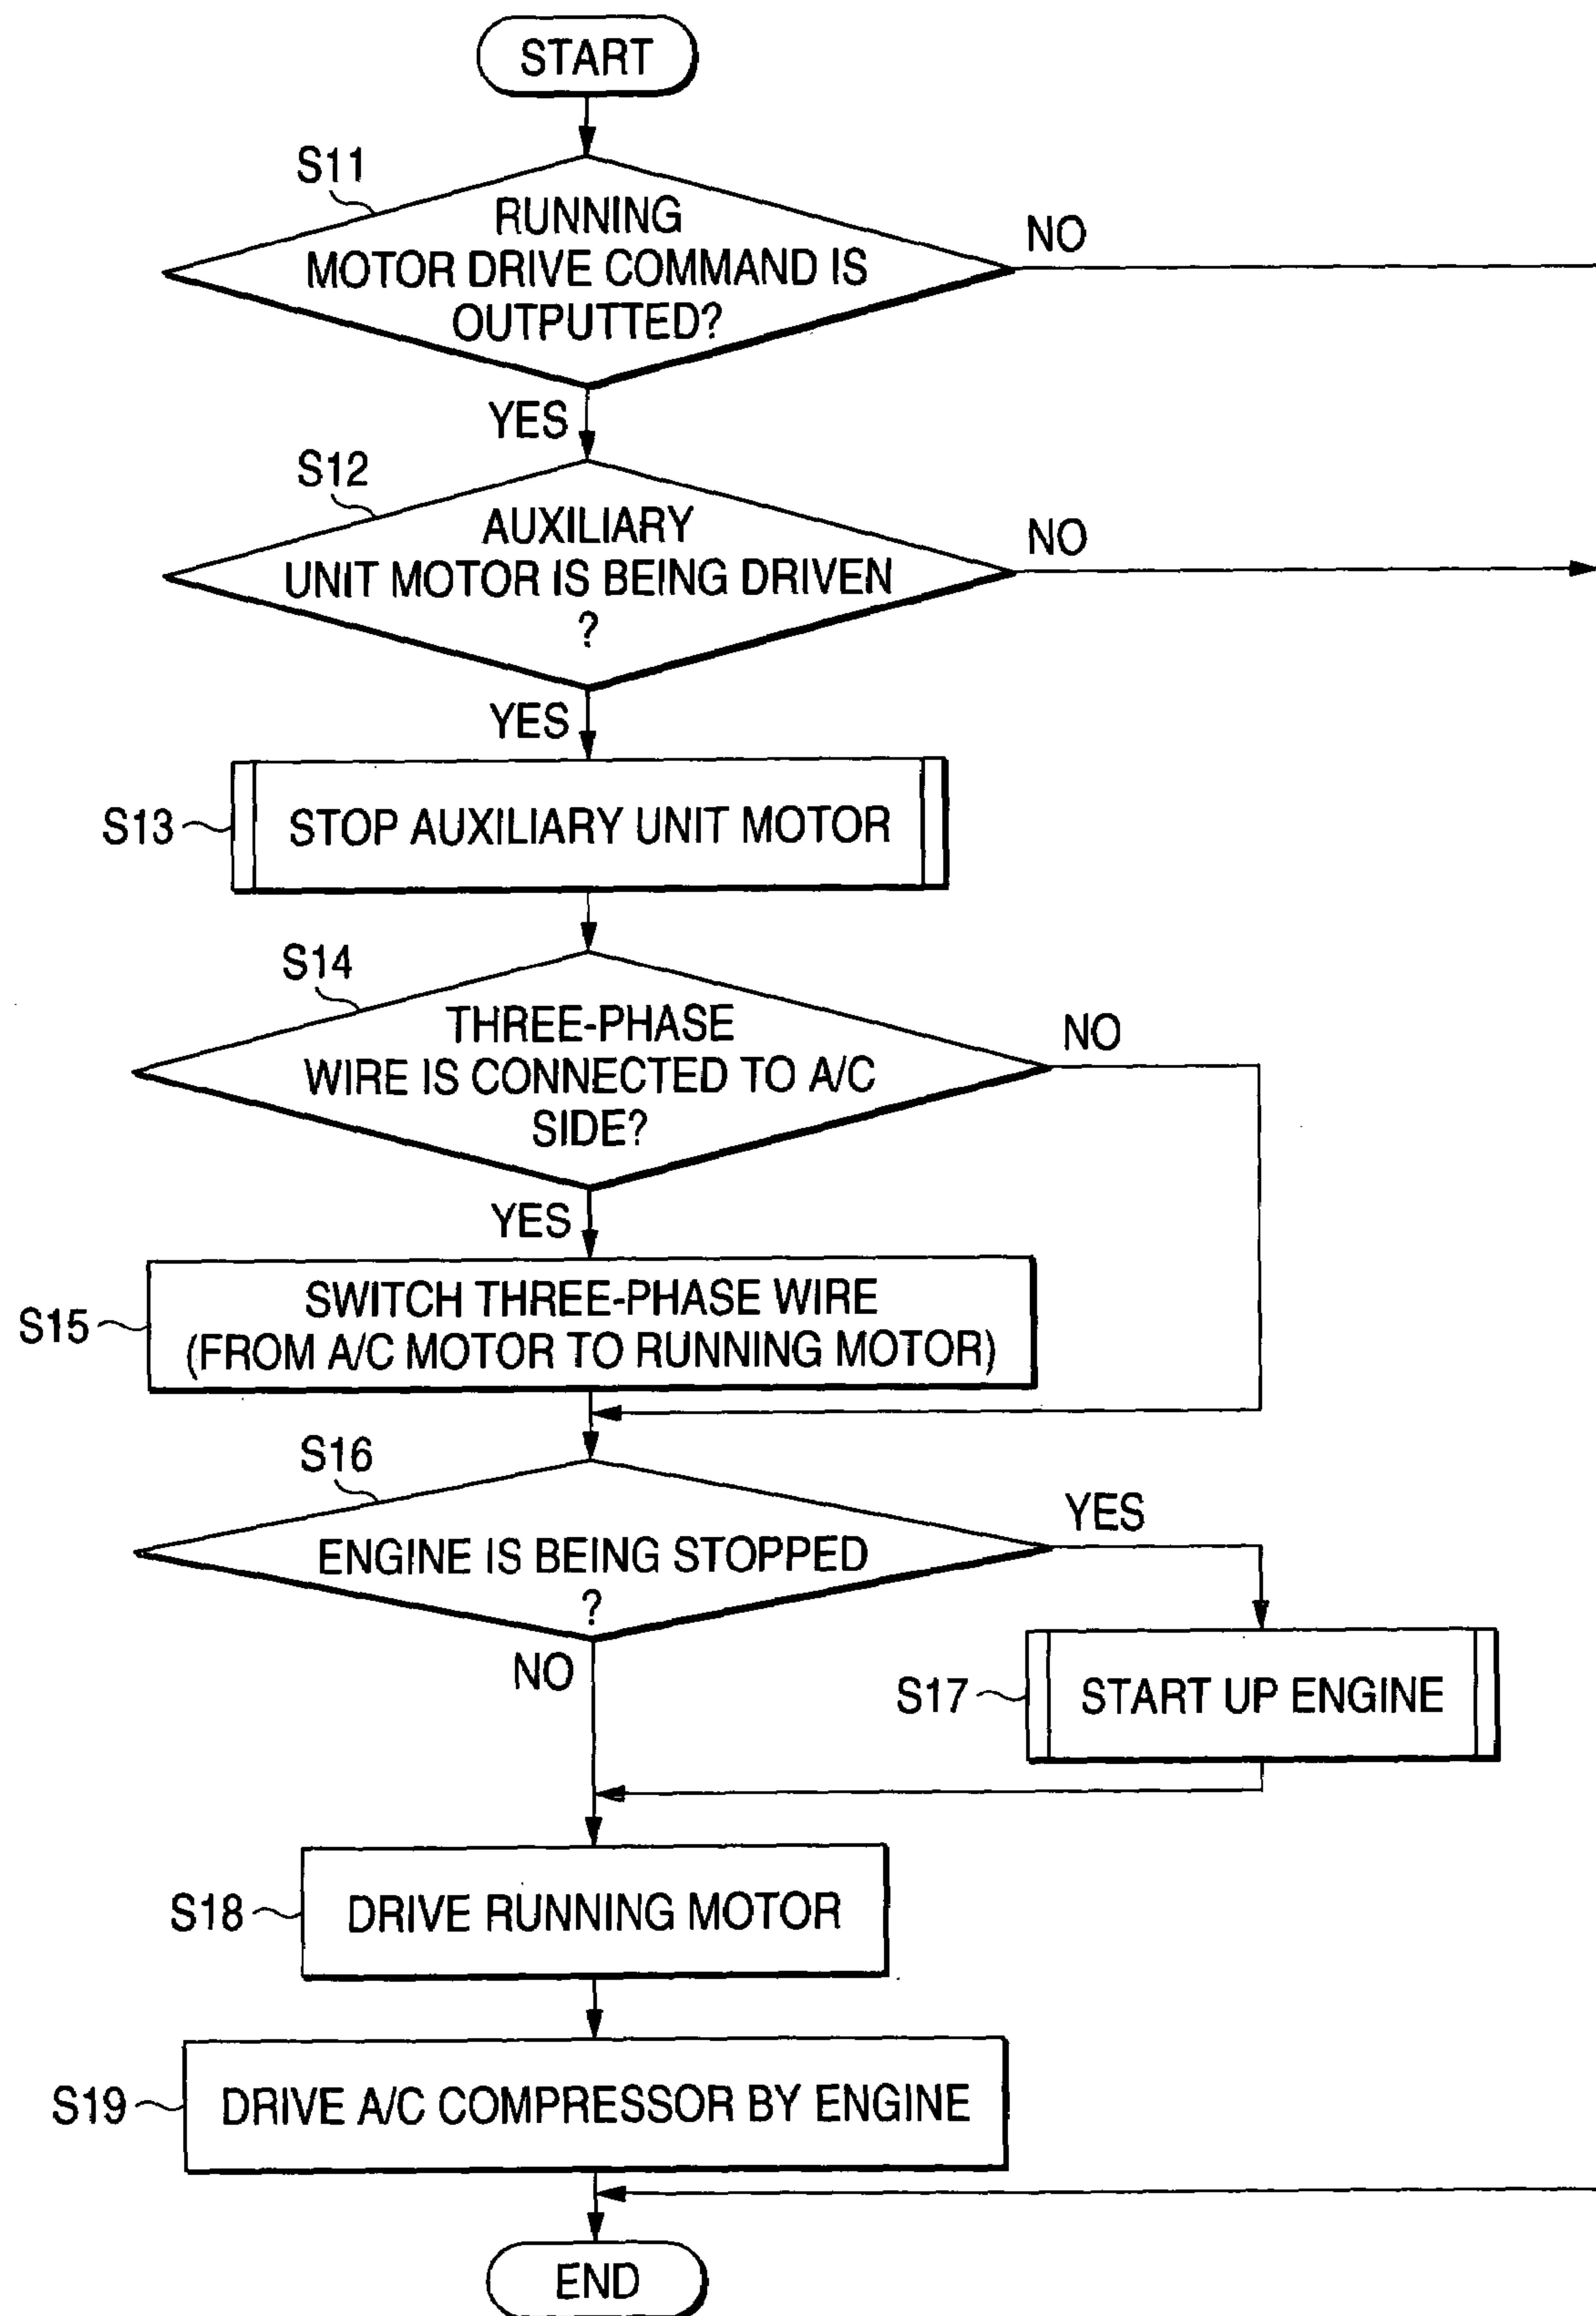 START
S11
RUNNING
MOTOR DRIVE COMMAND IS
OUTPUTTED?
NO
YES
S12
AUXILIARY
UNIT MOTOR IS BEING DRIVEN
?
NO
YES
S13
STOP AUXILIARY UNIT MOTOR
S14
THREE-PHASE
WIRE IS CONNECTED TO A/C
SIDE?
NO
YES
S15
SWITCH THREE-PHASE WIRE
(FROM A/C MOTOR TO RUNNING MOTOR)
S16
ENGINE IS BEING STOPPED
?
YES
NO
S17
START UP ENGINE
S18
DRIVE RUNNING MOTOR
S19
DRIVE A/C COMPRESSOR BY ENGINE
END